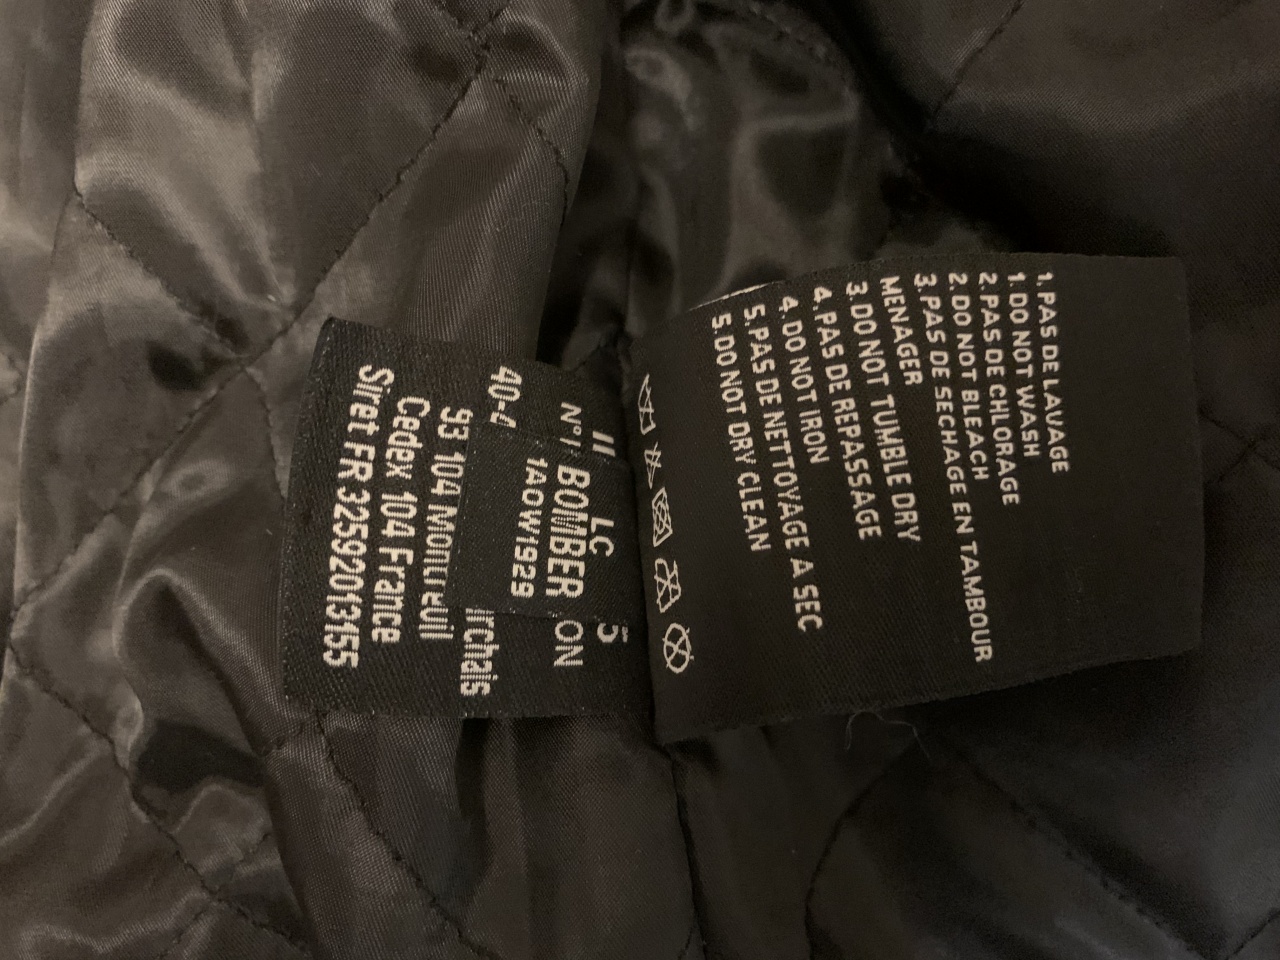 1. PAS DE LAVAGE
1. DO NOT WASH
2. PAS DE CHLORAGE
2. DO NOT BLEACH
3. PAS DE SECHAGE EN TAMBOUR
MENAGER
3. DO NOT TUMBLE DRY
4. PAS DE REPASSAGE
4. DO NOT IRON
5. PAS DE NETTOYAGE A SEC
5. DO NOT DRY CLEAN
LC
BOMBER
1A0W1929
5
ON
40-
93 104 Montreuil
Cedex 104 France
Siret FR 32592013155